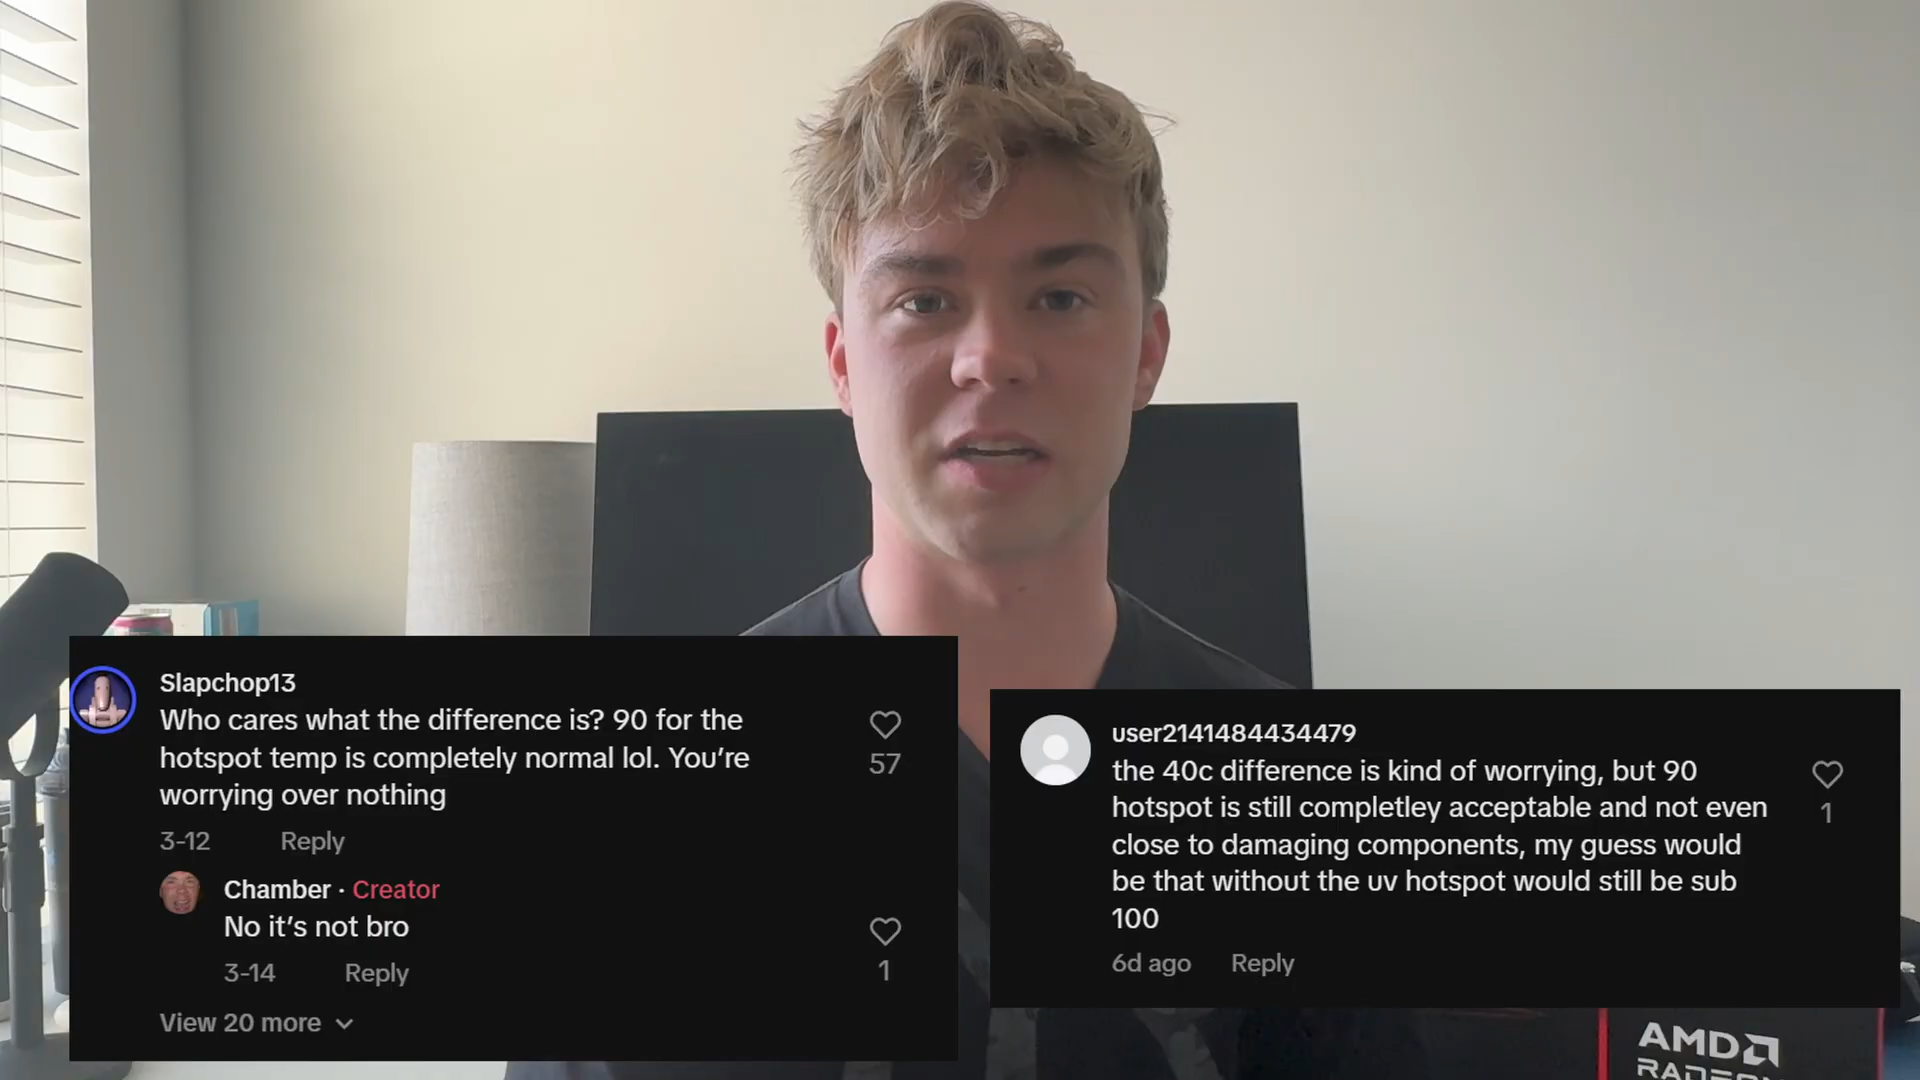 Slapchop13
Who cares what the difference is? 90 for the
hotspot temp is completely normal lol. You're
worrying over nothing
57
3-12 Reply
Chamber · Creator
No it's not bro
1
3-14 Reply
View 20 more
user2141484434479
the 40c difference is kind of worrying, but 90
hotspot is still completley acceptable and not even
close to damaging components, my guess would
be that without the uv hotspot would still be sub
100
1
6d ago Reply
AMD
RADEON